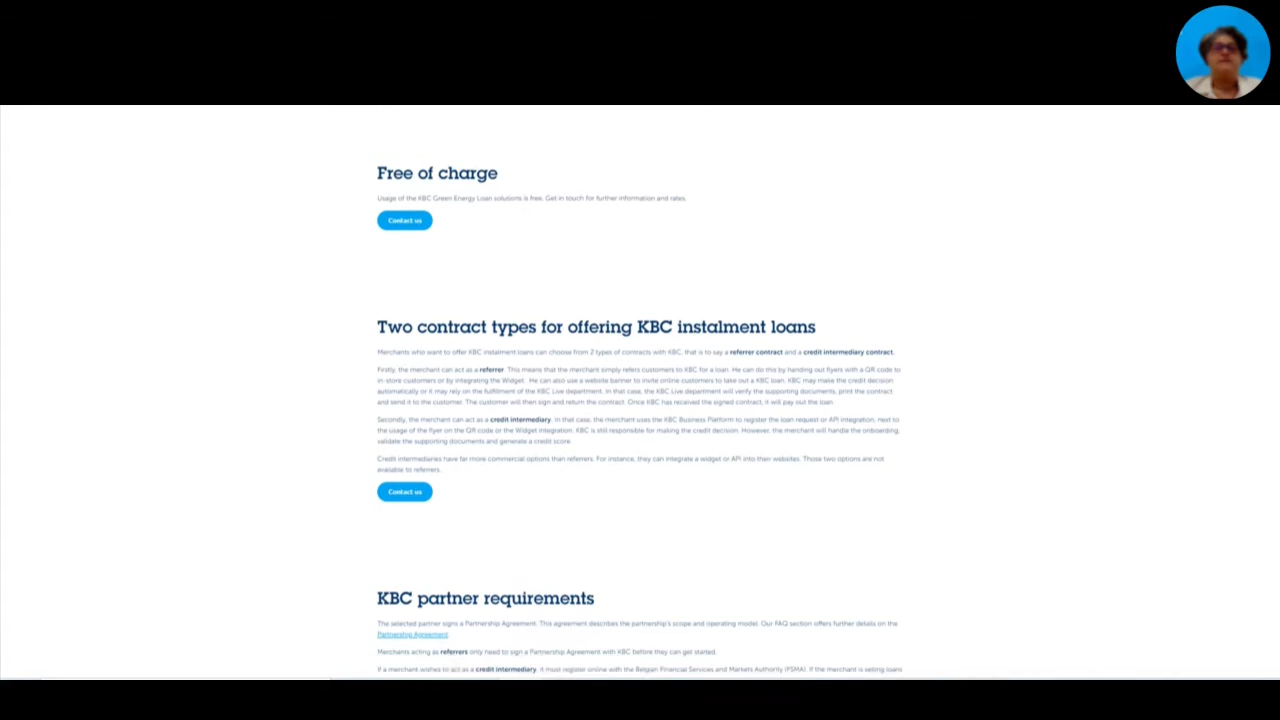 Free of charge
Usage of the KBC Green Energy Loan solutions is free. Get in touch for further information and rates.
Contact us
Two contract types for offering KBC instalment loans
Merchants who want to offer KBC instalment loans can choose from 2 types of contracts with KBC, that is to say a referrer contract and a credit intermediary contract.
Firstly, the merchant can act as a referrer. This means that the merchant simply refers customers to KBC for a loan. He can do this by handing out flyers with a QR code to
in-store customers or by integrating the Widget. He can also use a website banner to invite online customers to take out a KBC loan. KBC may make the credit decision
automatically or it may rely on the fulfillment of the KBC Live department. In that case, the KBC Live department will verify the supporting documents, print the contract
and send it to the customer. The customer will then sign and return the contract. Once KBC has received the signed contract, it will pay out the loan.
Secondly, the merchant can act as a credit intermediary. In that case, the merchant uses the KBC Business Platform to register the loan request or API integration, next to
the usage of the flyer on the QR code or the Widget integration. KBC is still responsible for making the credit decision. However, the merchant will handle the onboarding,
validate the supporting documents and generate a credit score.
Credit intermediaries have far more commercial options than referrers. For instance, they can integrate a widget or API into their websites. Those two options are not
available to referrers.
Contact us
KBC partner requirements
The selected partner signs a Partnership Agreement. This agreement describes the partnership's scope and operating model. Our FAQ section offers further details on the
Partnership Agreement.
Merchants acting as referrers only need to sign a Partnership Agreement with KBC before they can get started.
If a merchant wishes to act as a credit intermediary, it must register online with the Belgian Financial Services and Markets Authority (FSMA). If the merchant is selling loans